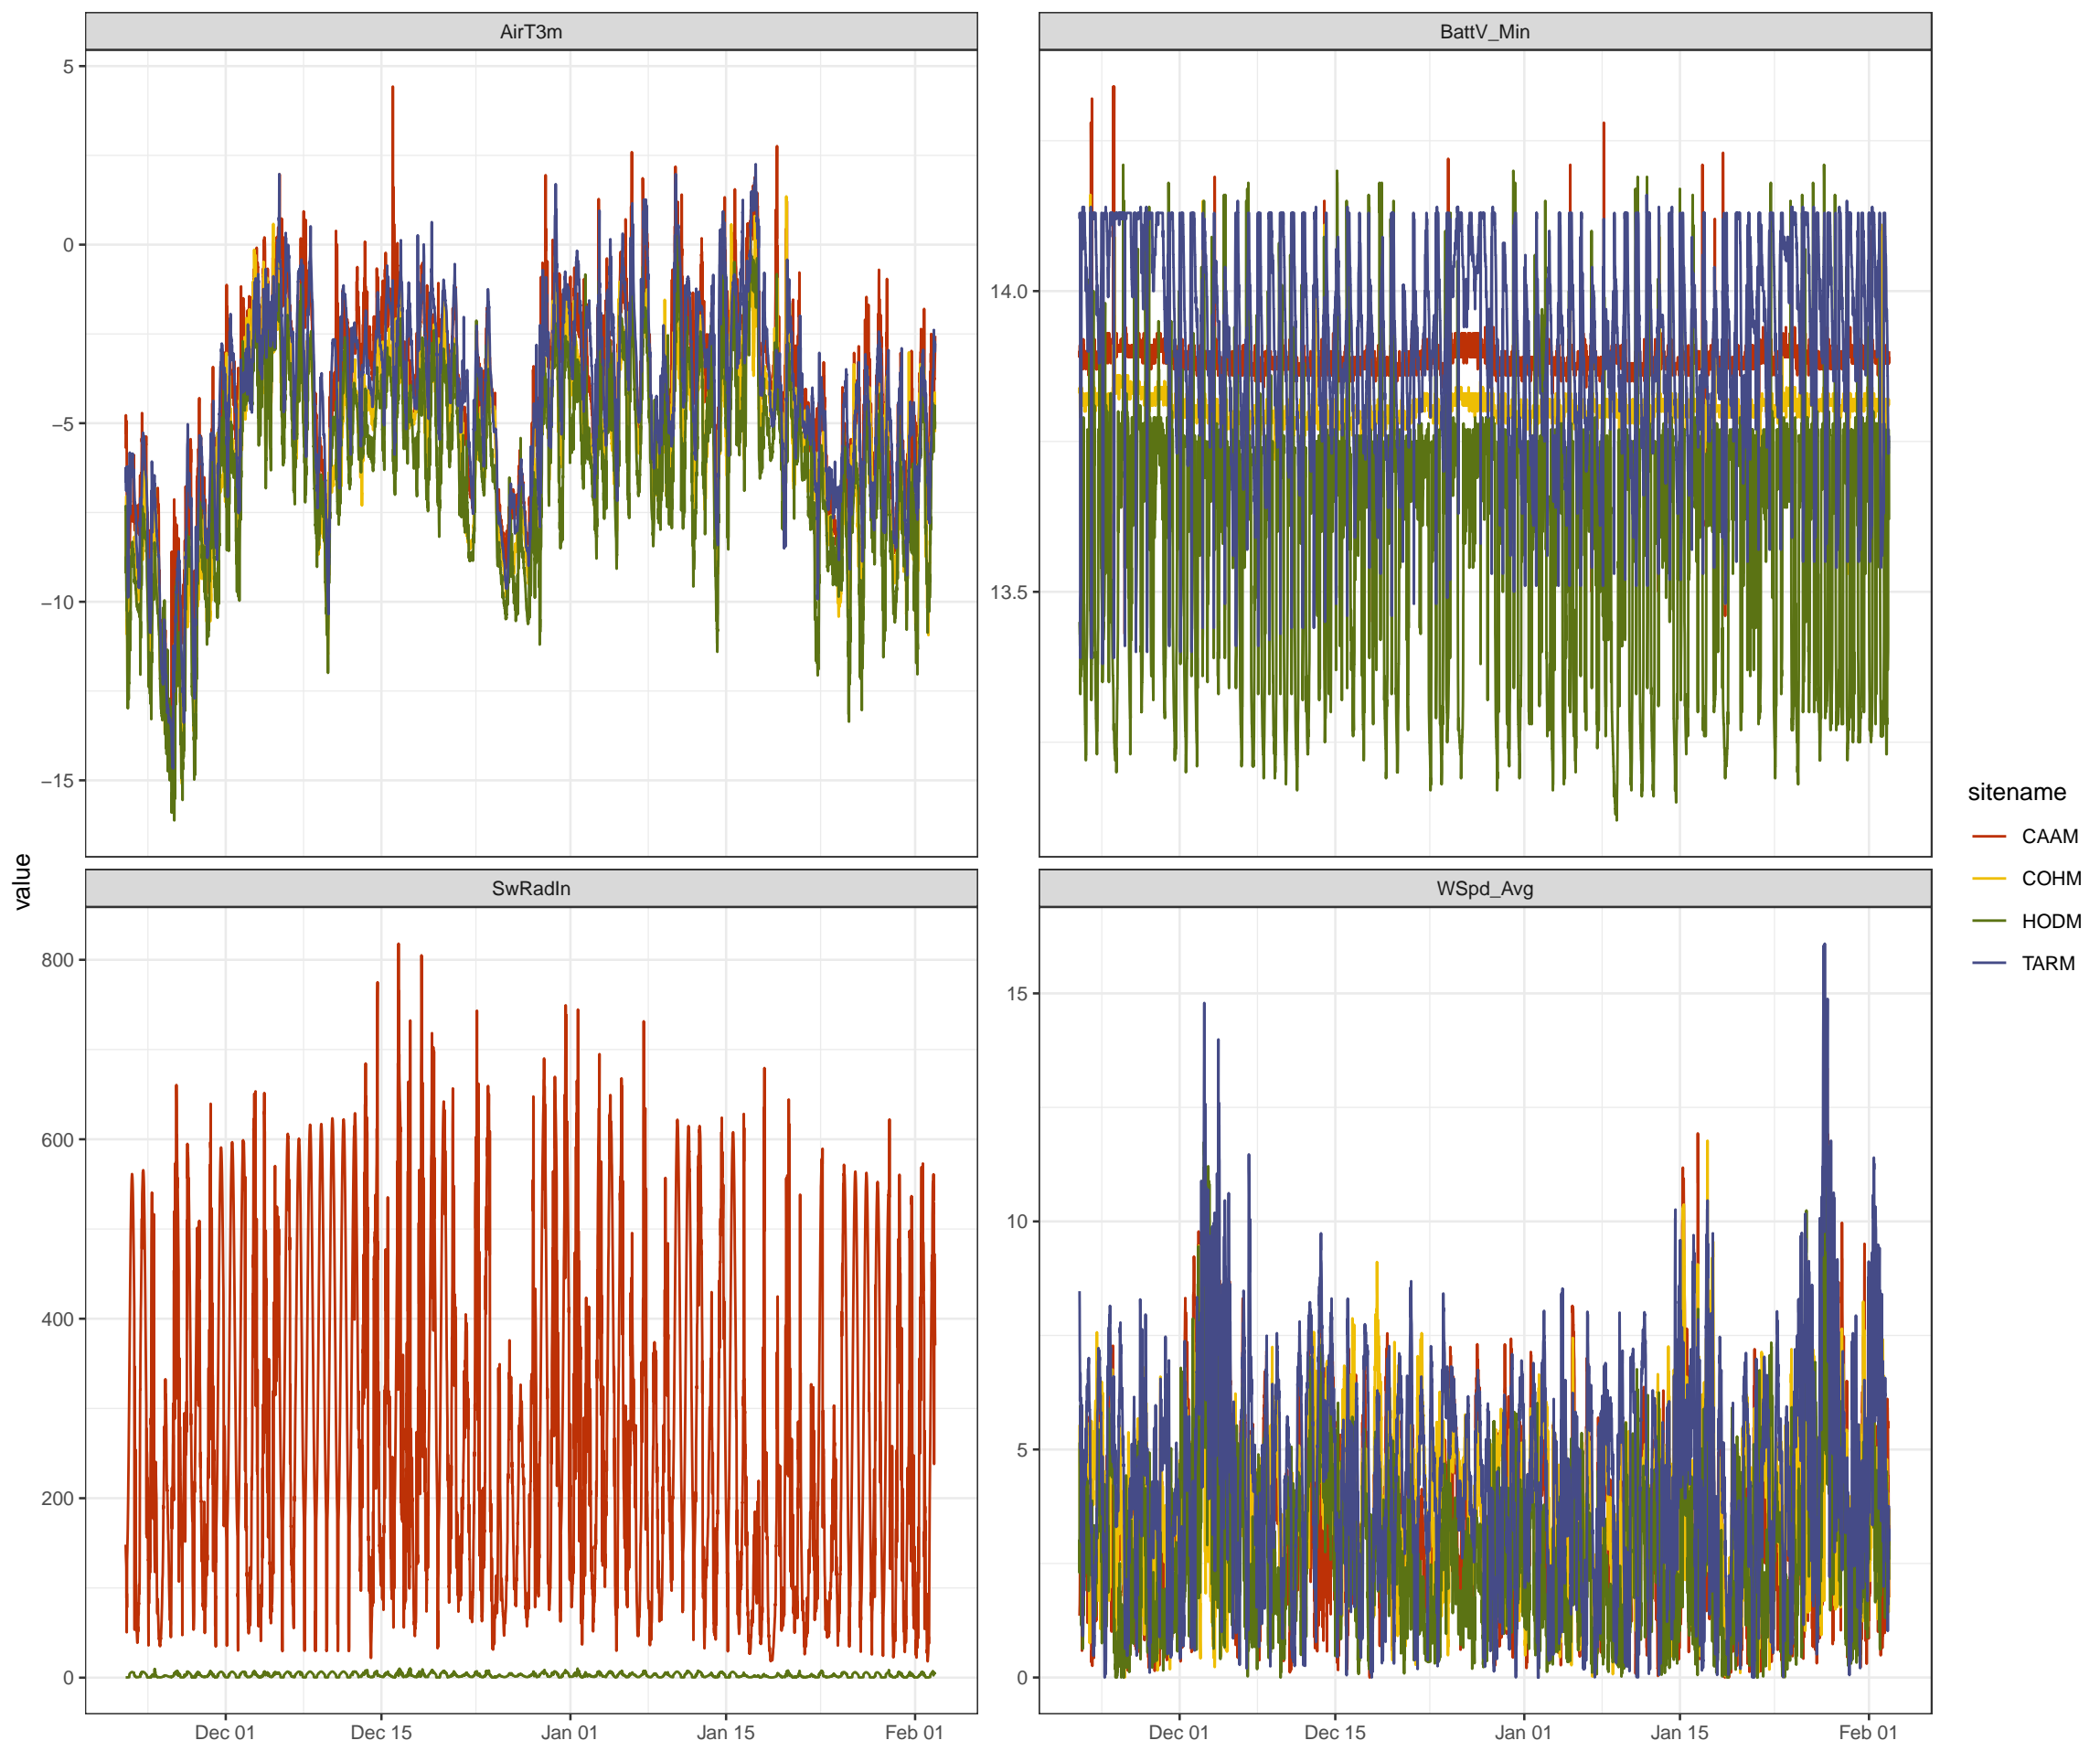 AirT3m
BattV_Min
5
0
−5
−10
−15
14.0
13.5
SwRadIn
WSpd_Avg
800
600
400
200
0
15
10
5
0
Dec 01
Dec 15
Jan 01
Jan 15
Feb 01
Dec 01
Dec 15
Jan 01
Jan 15
Feb 01
value
sitename
CAAM
COHM
HODM
TARM